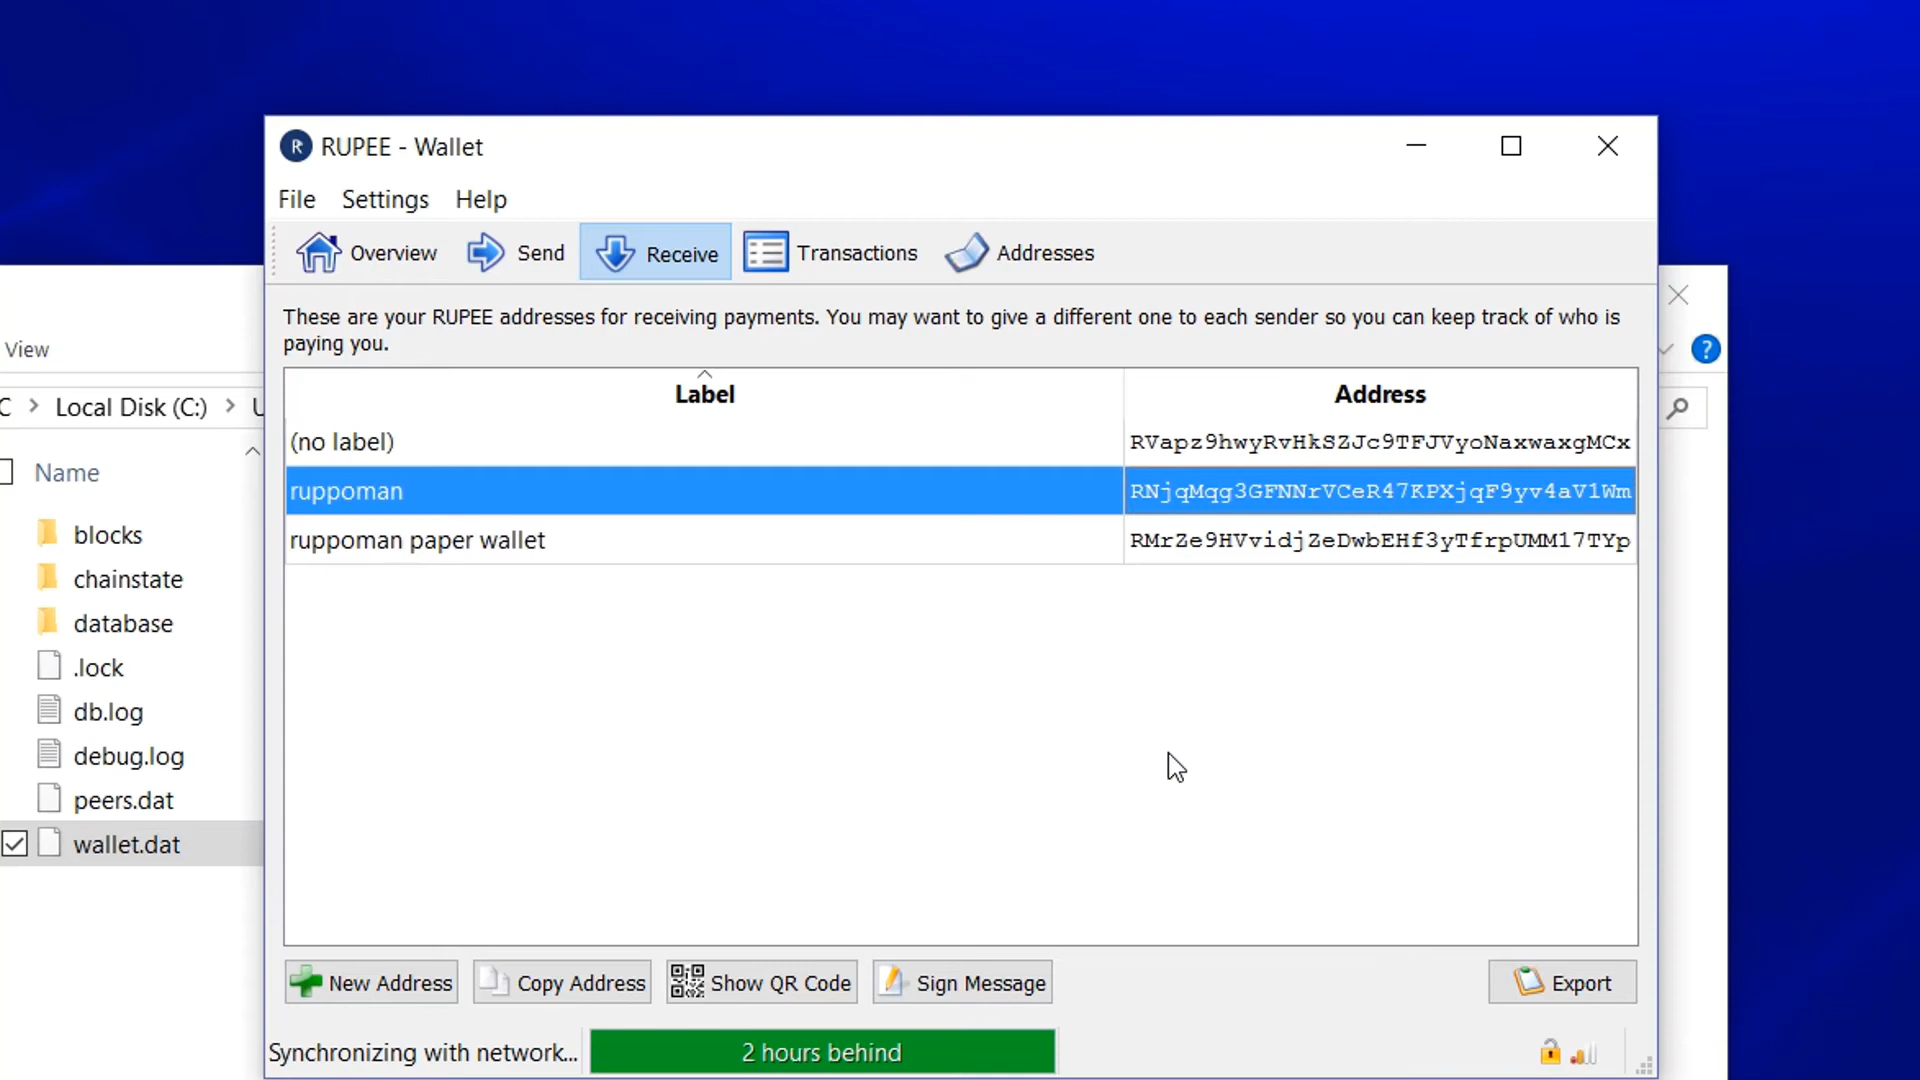 RUPEE - Wallet
File Settings Help
Overview Send Receive Transactions Addresses
These are your RUPEE addresses for receiving payments. You may want to give a different one to each sender so you can keep track of who is
paying you.
Label Address
(no label) RVapz9hwyRvHkSZJc9TFJVyoNaxwaxgMCx
ruppoman RNjqMqg3GFNNrVCeR47KPXjqF9yv4aV1Wm
ruppoman paper wallet RMrZe9HVvidjZeDwbEHf3yTfrpUMM17TYp
New Address Copy Address Show QR Code Sign Message Export
Synchronizing with network... 2 hours behind
View
?
C > Local Disk (C:) > U
Name
blocks
chainstate
database
.lock
db.log
debug.log
peers.dat
wallet.dat